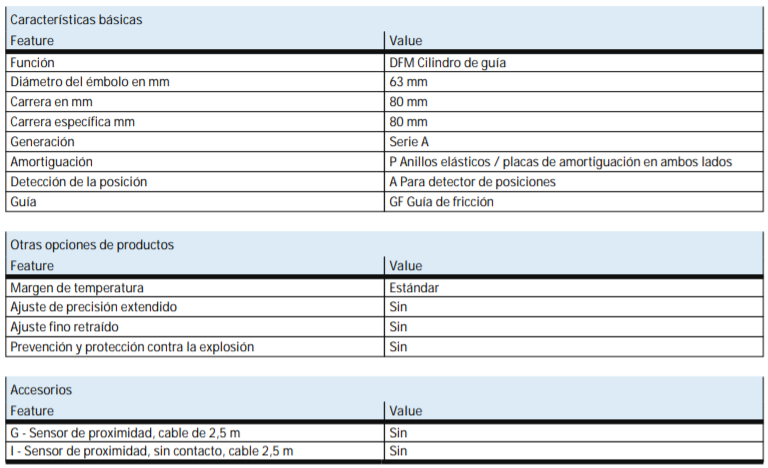 Características básicas
Feature Value
Función DFM Cilindro de guía
Diámetro del émbolo en mm 63 mm
Carrera en mm 80 mm
Carrera específica mm 80 mm
Generación Serie A
Amortiguación P Anillos elásticos / placas de amortiguación en ambos lados
Detección de la posición A Para detector de posiciones
Guía GF Guía de fricción
Otras opciones de productos
Feature Value
Margen de temperatura Estándar
Ajuste de precisión extendido Sin
Ajuste fino retraído Sin
Prevención y protección contra la explosión Sin
Accesorios
Feature Value
G - Sensor de proximidad, cable de 2,5 m Sin
I - Sensor de proximidad, sin contacto, cable 2,5 m Sin